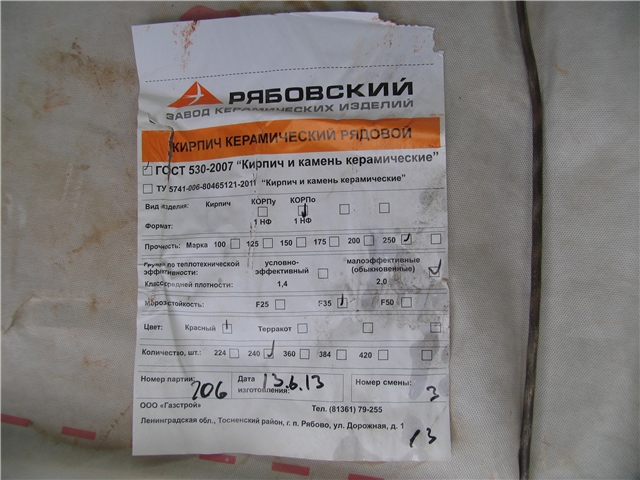 РЯБОВСКИЙ
ЗАВОД КЕРАМИЧЕСКИХ ИЗДЕЛИЙ
КИРПИЧ КЕРАМИЧЕСКИЙ РЯДОВОЙ
ГОСТ 530-2007 "Кирпич и камень керамические"
ТУ 5741-006-80465121-2011 "Кирпич и камень керамические"
Вид изделия: Кирпич КОРПу КОРПо
Формат: 1 НФ 1 НФ
Прочность: Марка 100 125 150 175 200 250
Группа по теплотехнической эффективности: условно-эффективный малоэффективные (обыкновенные)
Класс средней плотности: 1,4 2,0
Морозостойкость: F25 F35 F50
Цвет: Красный Терракот
Количество, шт.: 224 240 360 384 420
Номер партии: 206 Дата изготовления: 13.6.13 Номер смены: 3
ООО «Газстрой» Тел. (81361) 79-255
Ленинградская обл., Тосненский район, г. п. Рябово, ул. Дорожная, д. 1
13